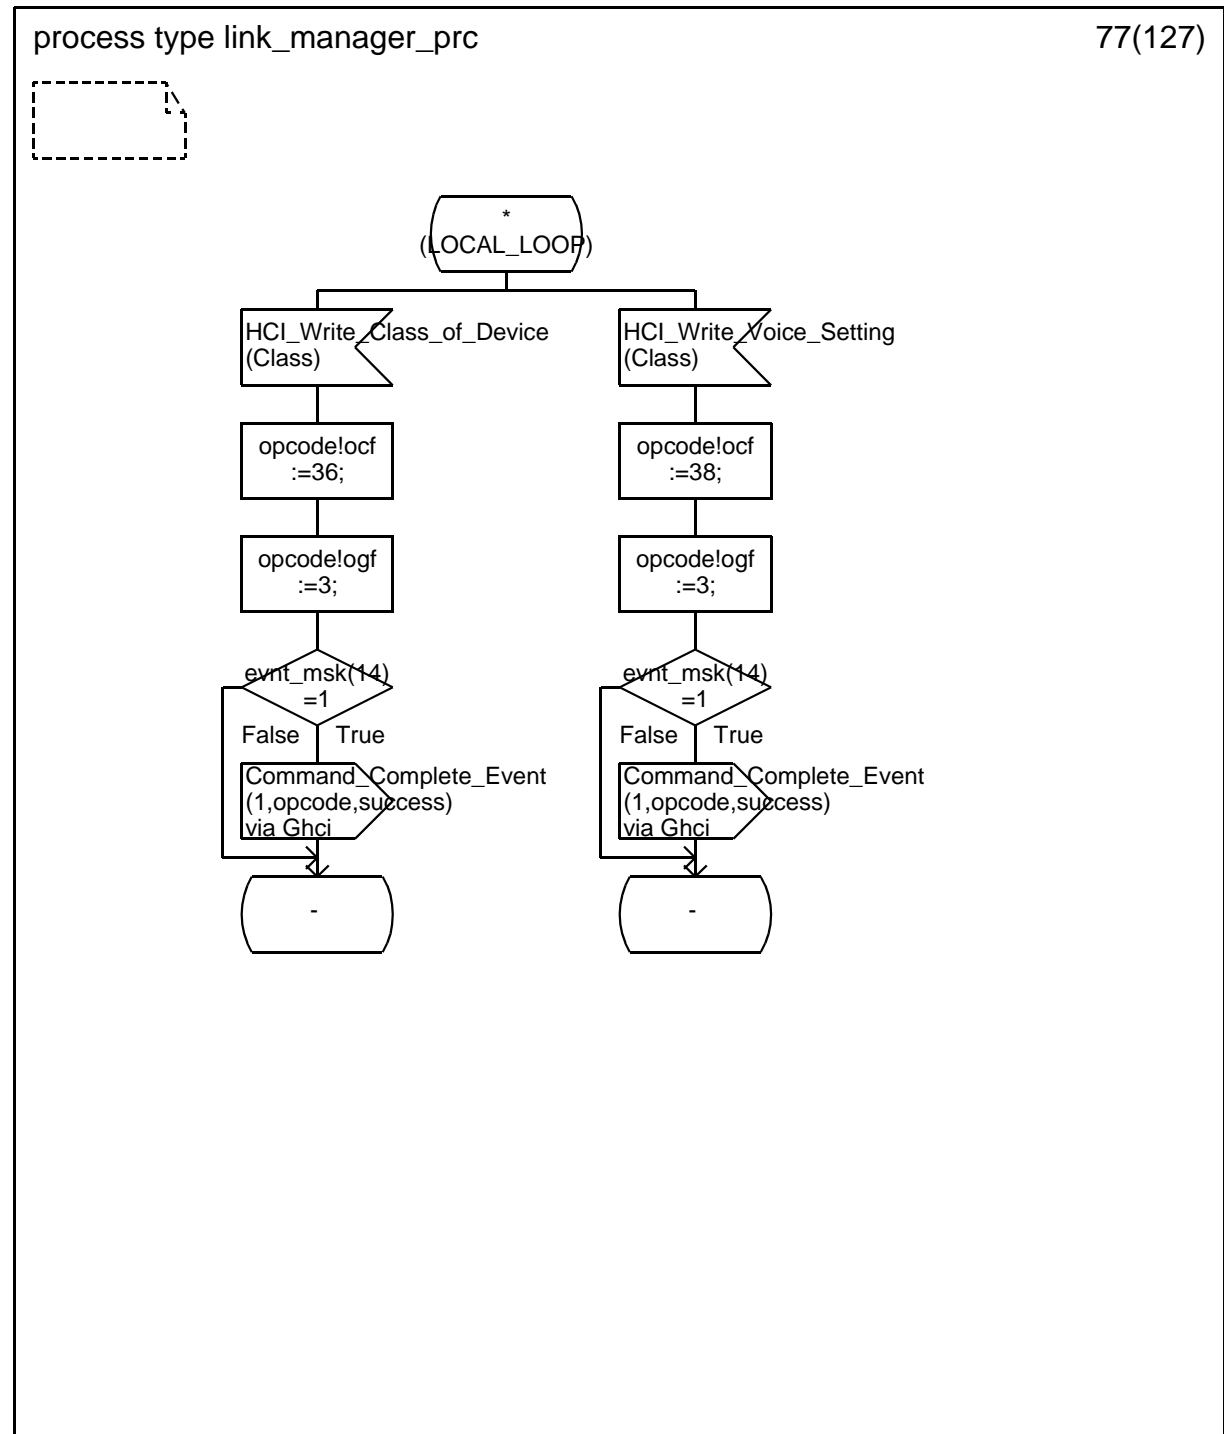 process type link_manager_prc
77(127)
*
(LOCAL_LOOP)
HCI_Write_Class_of_Device
(Class)
HCI_Write_Voice_Setting
(Class)
opcode!ocf
:=36;
opcode!ocf
:=38;
opcode!ogf
:=3;
opcode!ogf
:=3;
evnt_msk(14)
=1
evnt_msk(14)
=1
False
True
False
True
Command_Complete_Event
(1,opcode,success)
via Ghci
Command_Complete_Event
(1,opcode,success)
via Ghci
-
-